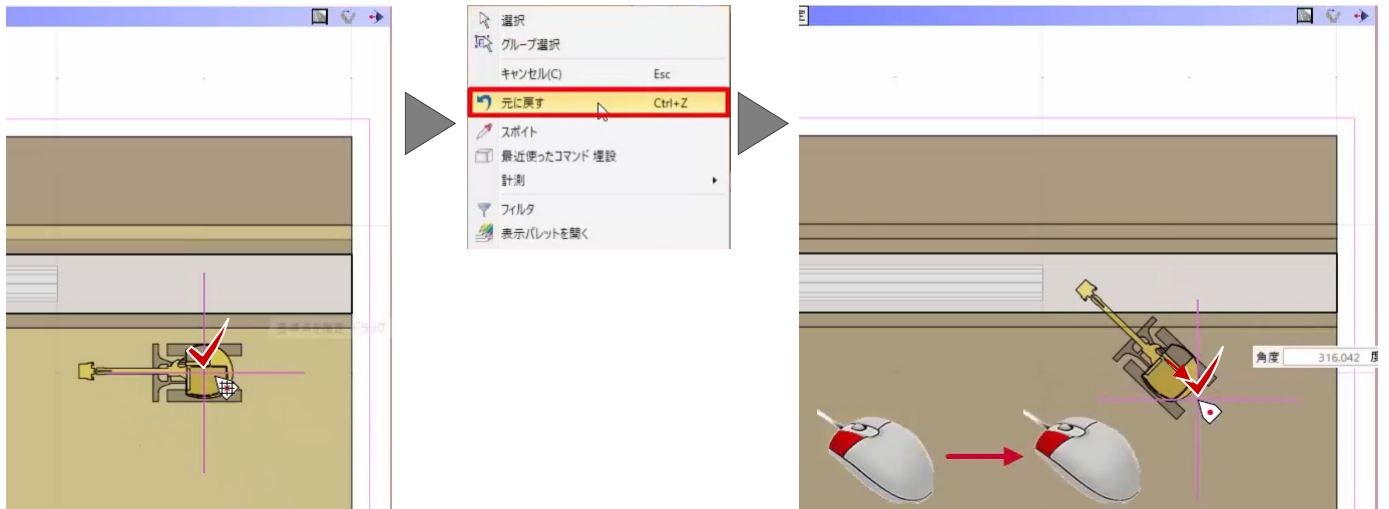 選択
グループ選択
キャンセル(C) Esc
元に戻す Ctrl+Z
スポイト
最近使ったコマンド 埋設
計測
フィルタ
表示パレットを開く
角度 316.042 度